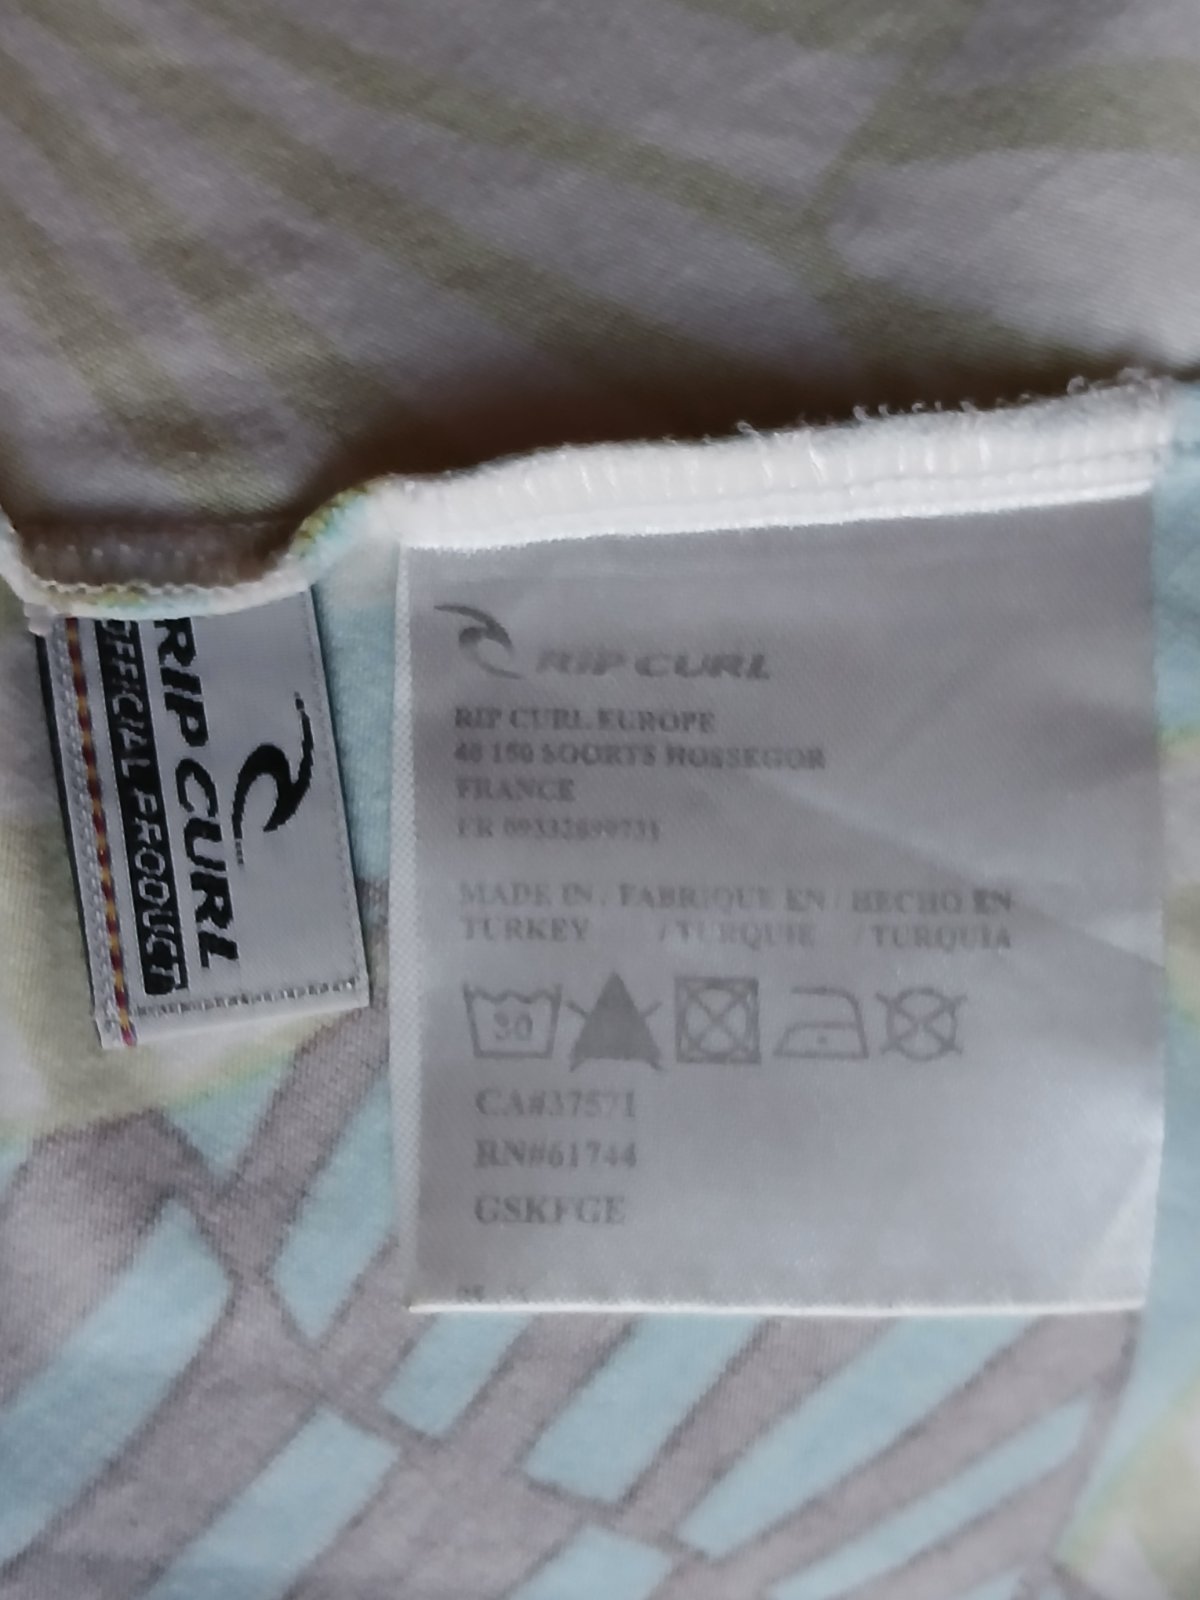 RIP CURL
RIP CURL EUROPE
40 150 SOORTS HOSSEGOR
FRANCE
FR 09332899731
MADE IN / FABRIQUE EN / HECHO EN
TURKEY / TURQUIE / TURQUIA
30
CA#37571
RN#61744
GSKFGE
RIP CURL
OFFICIAL PRODUCT